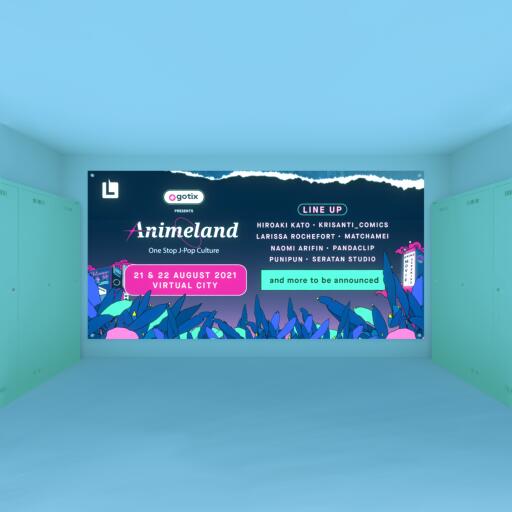 gotix
PRESENTS
Animeland
One Stop J-Pop Culture
21 & 22 AUGUST 2021
VIRTUAL CITY
LINE UP
HIROAKI KATO • KRISANTI_COMICS
LARISSA ROCHEFORT • MATCHAMEI
NAOMI ARIFIN • PANDACLIP
PUNIPUN • SERATAN STUDIO
and more to be announced